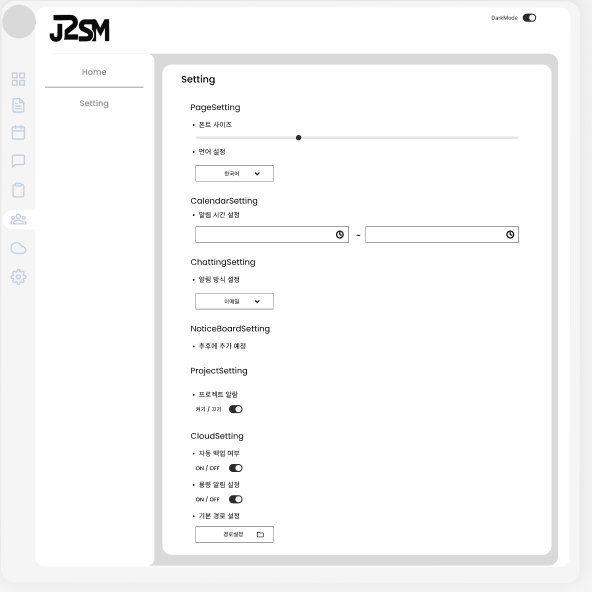 J2SM
DarkMode
Home
Setting
Setting
PageSetting
• 폰트 사이즈
• 언어 설정
한국어
CalendarSetting
• 알림 시간 설정
~
ChattingSetting
• 알림 방식 설정
이메일
NoticeBoardSetting
• 추후에 추가 예정
ProjectSetting
• 프로젝트 알람
켜기 / 끄기
CloudSetting
• 자동 백업 여부
ON / OFF
• 용량 알림 설정
ON / OFF
• 기본 경로 설정
경로설정